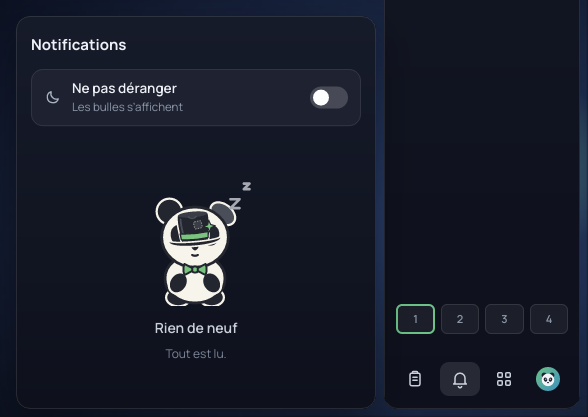 Notifications
Ne pas déranger
Les bulles s'affichent
z
z
Rien de neuf
Tout est lu.
1 2 3 4